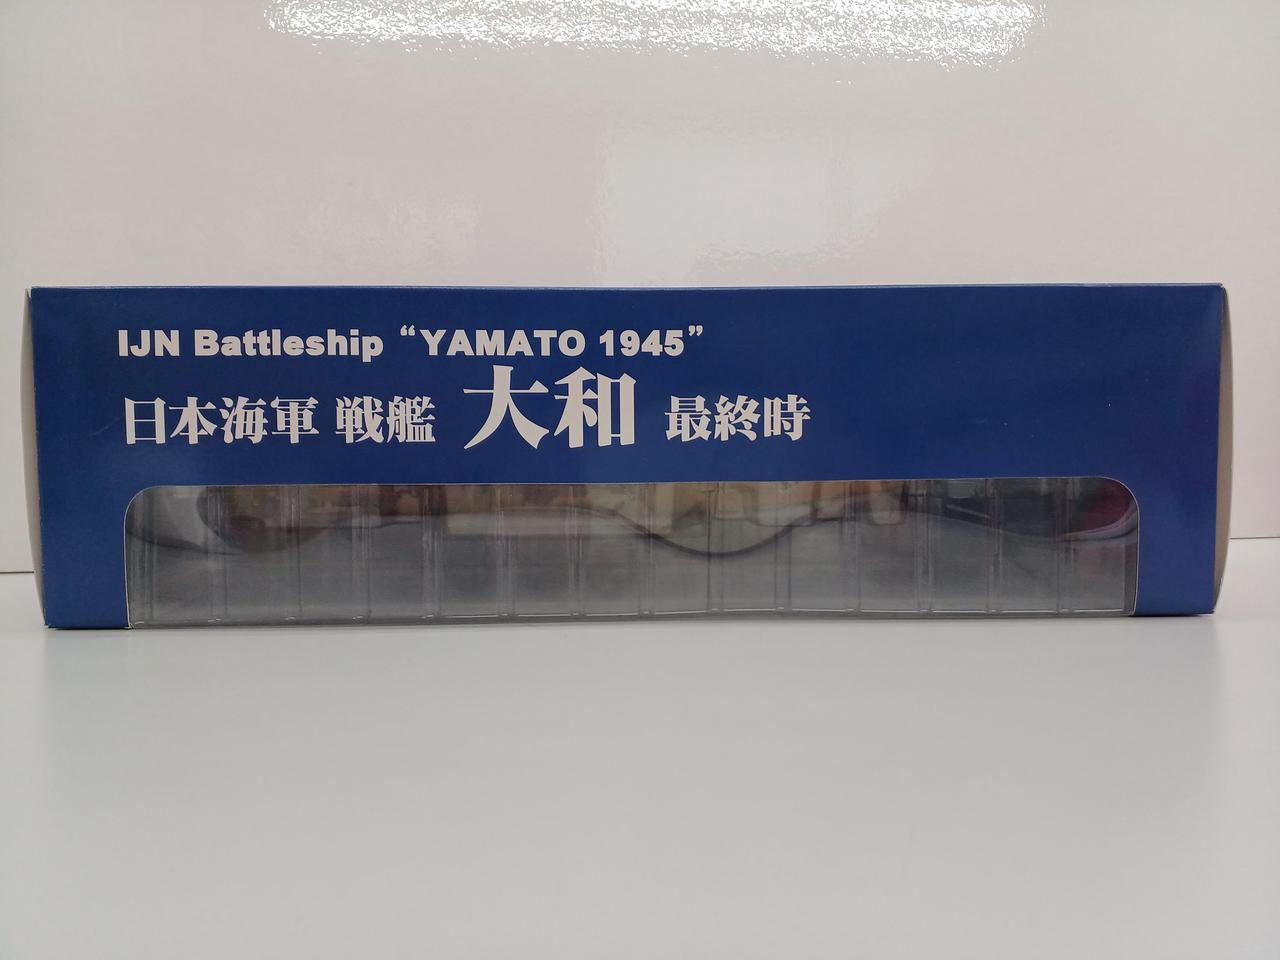 IJN Battleship “YAMATO 1945”
日本海軍 戦艦 大和 最終時